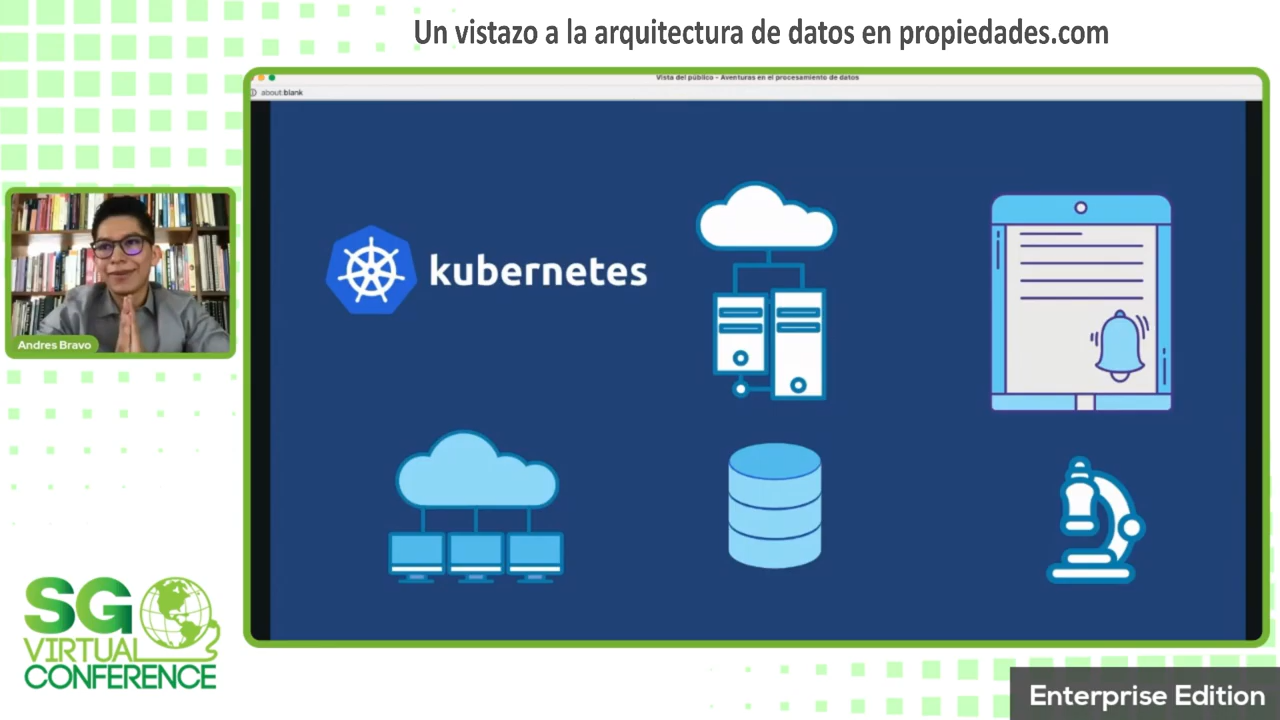 Un vistazo a la arquitectura de datos en propiedades.com
Vista del público - Aventuras en el procesamiento de datos
about:blank
kubernetes
Andres Bravo
SG
VIRTUAL
CONFERENCE
Enterprise Edition